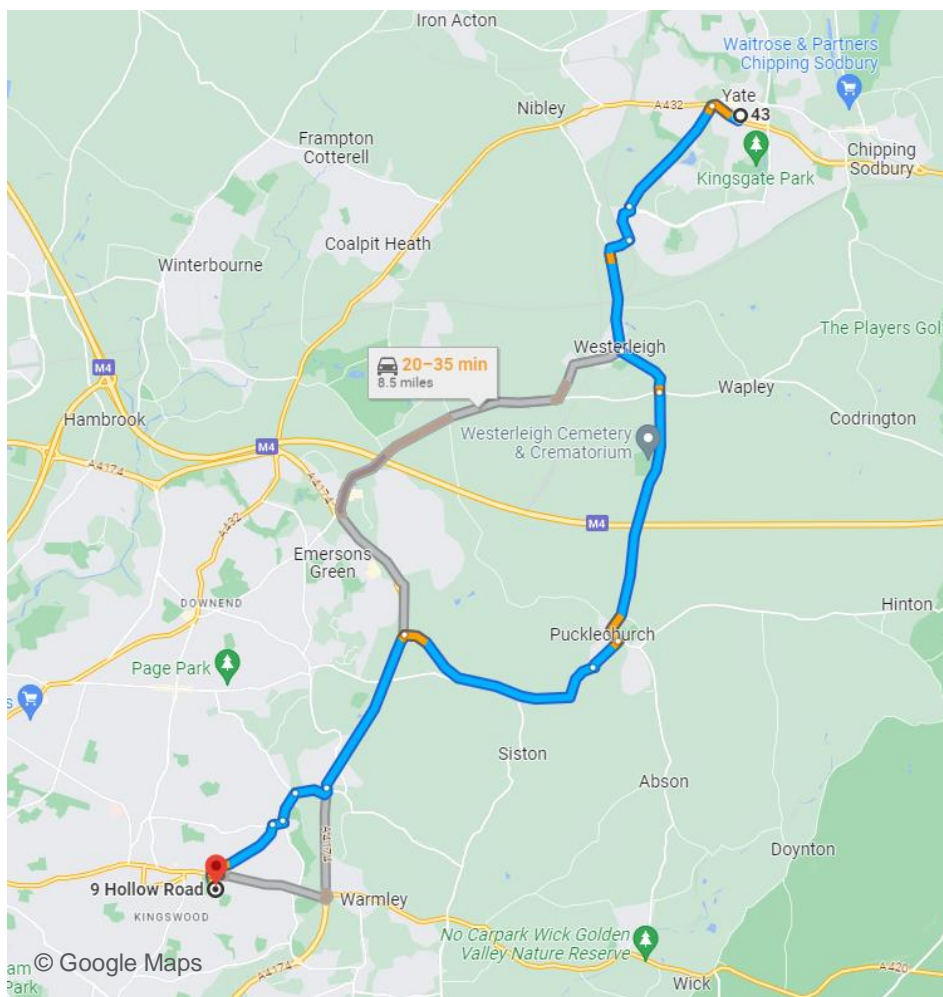 Iron Acton
Waitrose & Partners
Chipping Sodbury
Yate
A432
43
Nibley
Frampton
Cotterell
Chipping
Sodbury
Kingsgate Park
Coalpit Heath
Winterbourne
The Players Gol
Westerleigh
20–35 min
8.5 miles
M4
Wapley
Hambrook
Codrington
Westerleigh Cemetery
& Crematorium
M4
A4174
A4174
A432
M4
Emersons
Green
DOWNEND
Hinton
Pucklechurch
Page Park
s
Siston
Abson
A4174
Doynton
9 Hollow Road
KINGSWOOD
Warmley
No Carpark Wick Golden
Valley Nature Reserve
© Google Maps
am
Park
A4174
Wick
A420